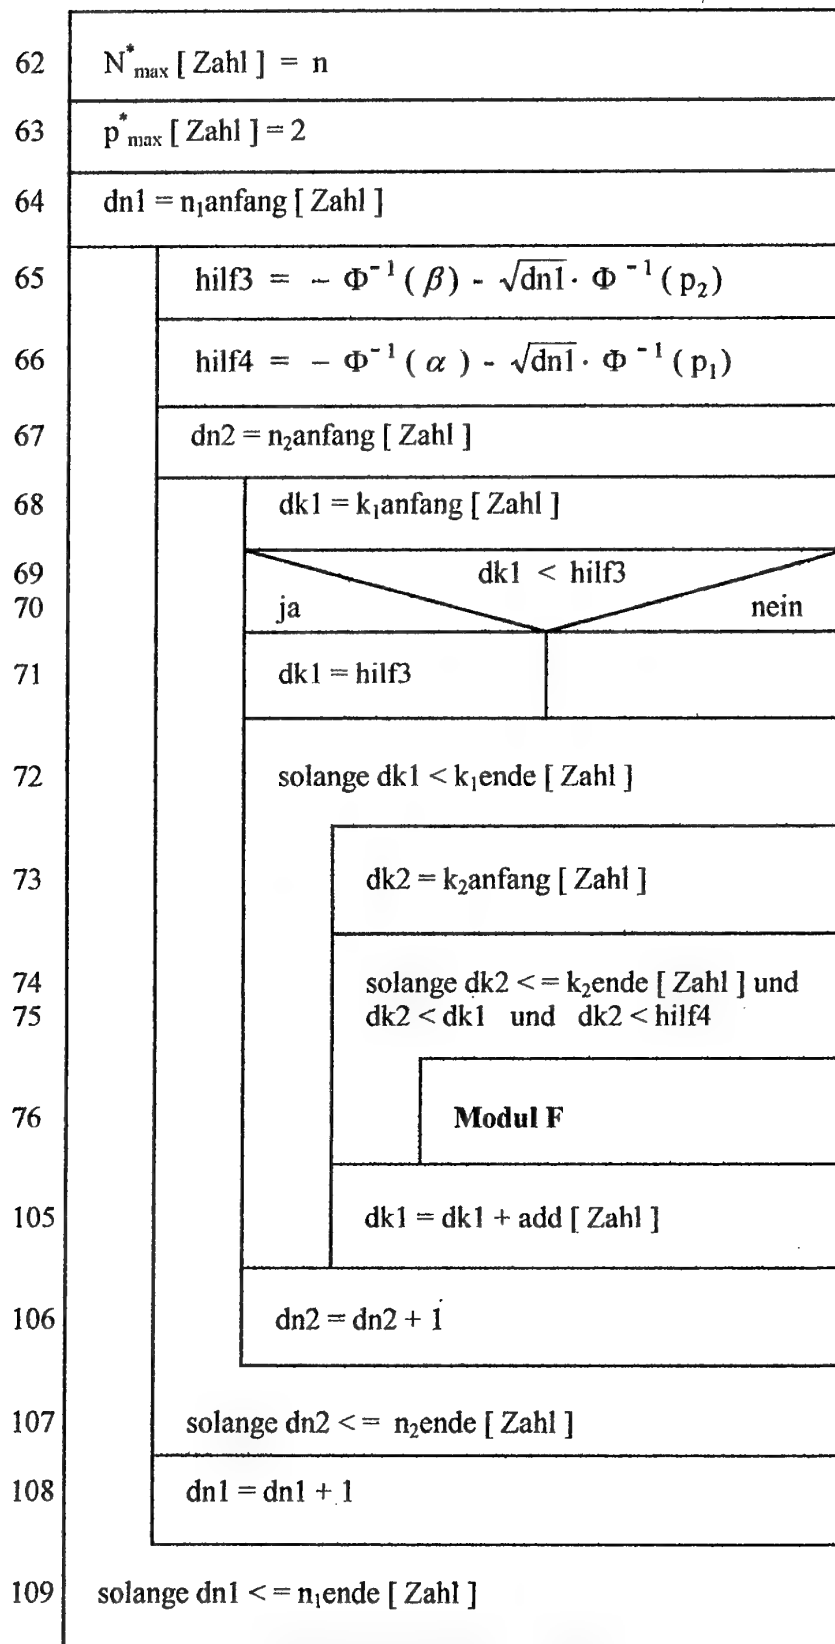 62 N*max [ Zahl ] = n
63 p*max [ Zahl ] = 2
64 dn1 = n₁anfang [ Zahl ]
65 hilf3 = - Φ⁻¹ ( β ) - √dn1 · Φ⁻¹ ( p₂ )
66 hilf4 = - Φ⁻¹ ( α ) - √dn1 · Φ⁻¹ ( p₁ )
67 dn2 = n₂anfang [ Zahl ]
68 dk1 = k₁anfang [ Zahl ]
69 dk1 < hilf3
70 ja nein
71 dk1 = hilf3
72 solange dk1 < k₁ende [ Zahl ]
73 dk2 = k₂anfang [ Zahl ]
74 solange dk2 < = k₂ende [ Zahl ] und
75 dk2 < dk1 und dk2 < hilf4
76 Modul F
105 dk1 = dk1 + add [ Zahl ]
106 dn2 = dn2 + 1
107 solange dn2 < = n₂ende [ Zahl ]
108 dn1 = dn1 + 1
109 solange dn1 < = n₁ende [ Zahl ]